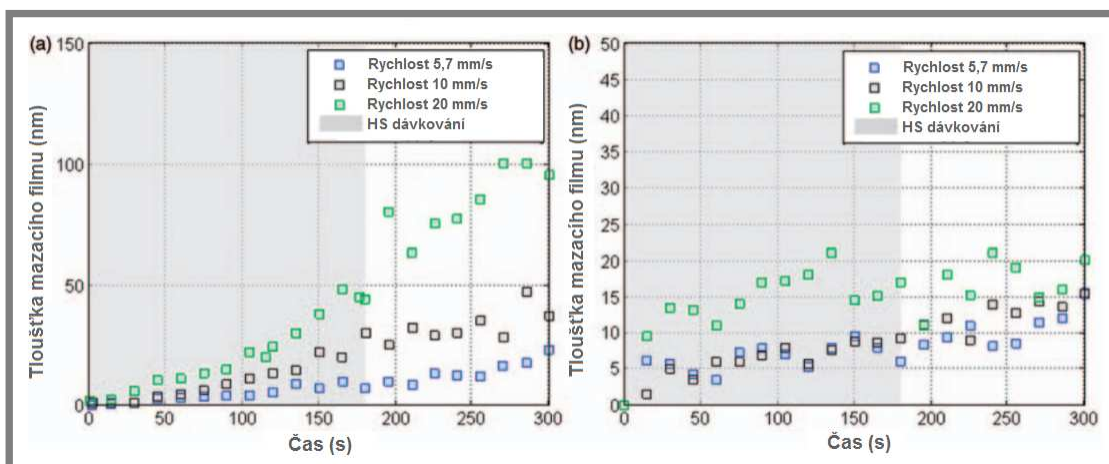 (a)
Tloušťka mazacího filmu (nm)
150
100
50
0
Rychlost 5,7 mm/s
Rychlost 10 mm/s
Rychlost 20 mm/s
HS dávkování
0 50 100 150 200 250 300
Čas (s)
(b)
Tloušťka mazacího filmu (nm)
50
45
40
35
30
25
20
15
10
5
0
Rychlost 5,7 mm/s
Rychlost 10 mm/s
Rychlost 20 mm/s
HS dávkování
0 50 100 150 200 250 300
Čas (s)